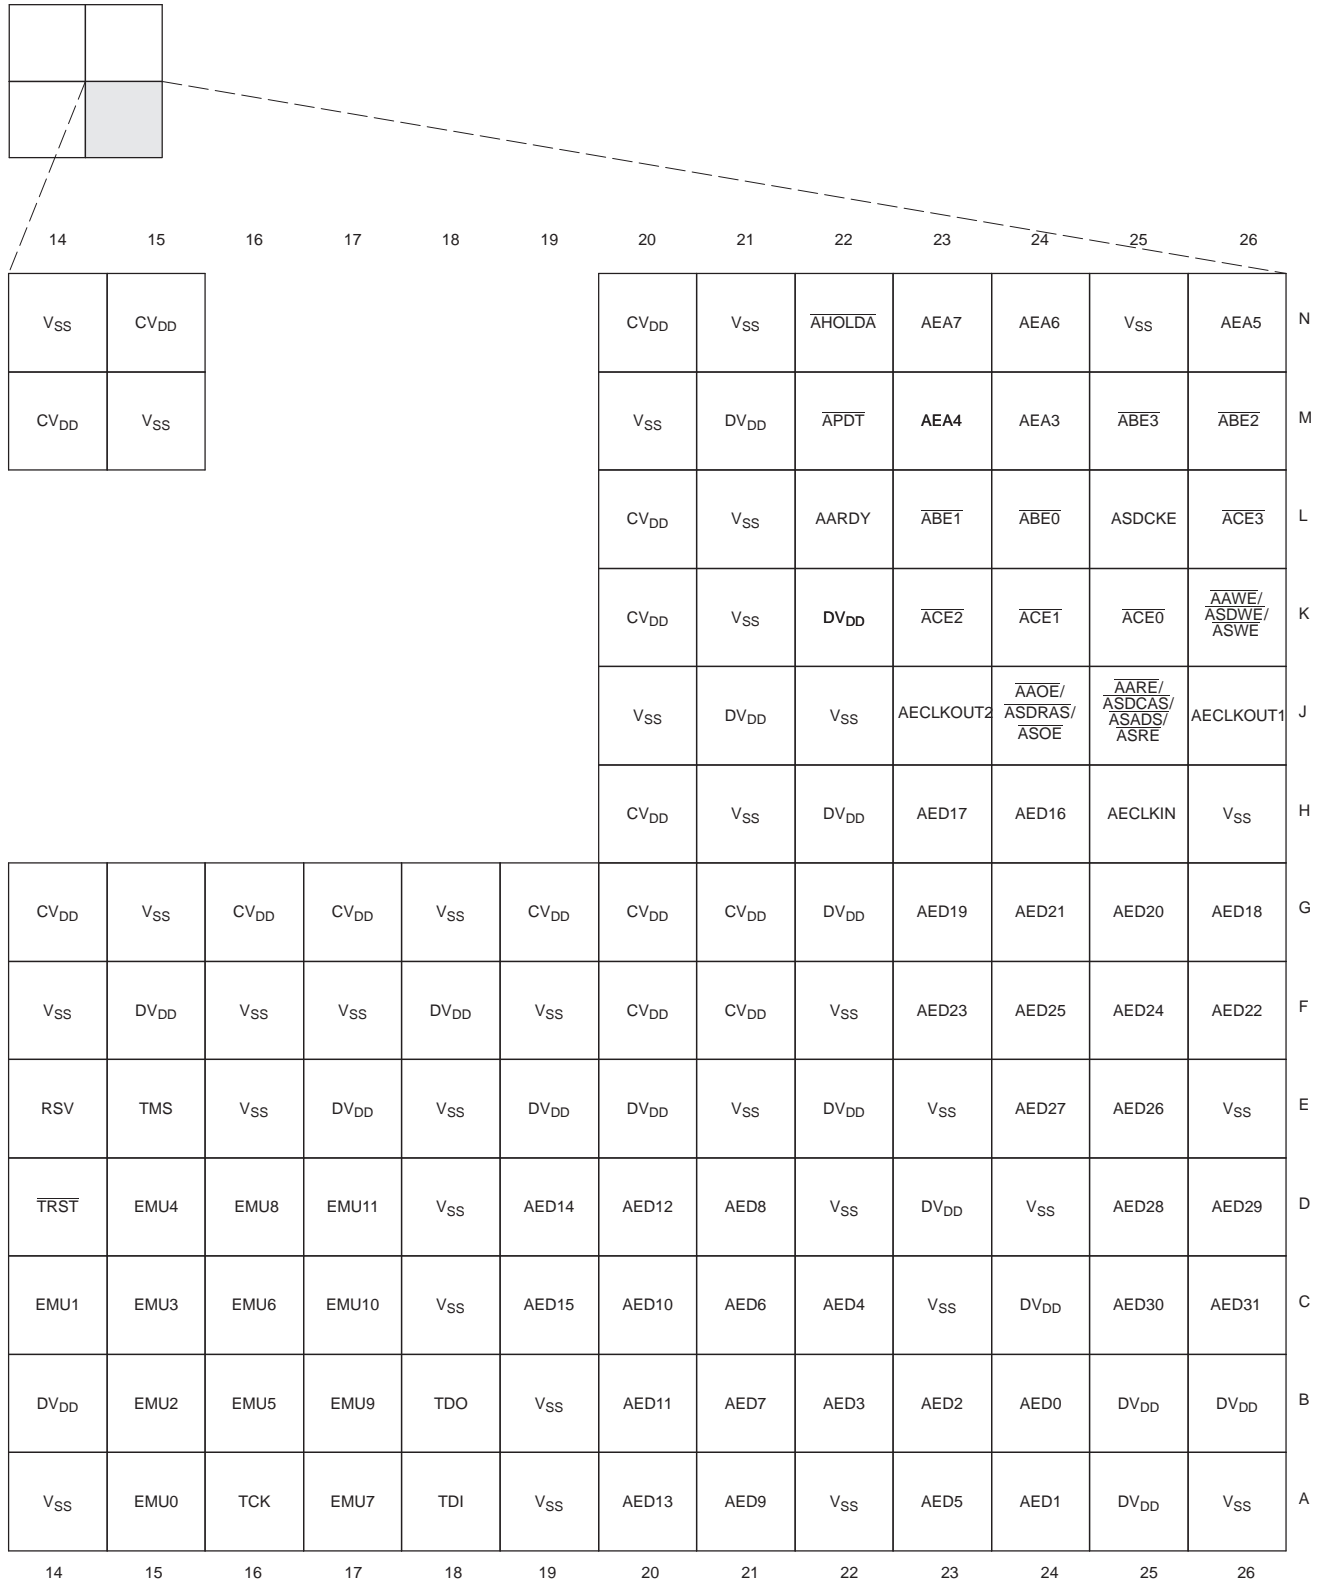 14 15 16 17 18 19 20 21 22 23 24 25 26
VSS CVDD CVDD VSS AHOLDA AEA7 AEA6 VSS AEA5 N
CVDD VSS VSS DVDD APDT AEA4 AEA3 ABE3 ABE2 M
CVDD VSS AARDY ABE1 ABE0 ASDCKE ACE3 L
CVDD VSS DVDD ACE2 ACE1 ACE0 AAWE/ ASDWE/ ASWE K
VSS DVDD VSS AECLKOUT2 AAOE/ ASDRAS/ ASOE AARE/ ASDCAS/ ASADS/ ASRE AECLKOUT1 J
CVDD VSS DVDD AED17 AED16 AECLKIN VSS H
CVDD VSS CVDD CVDD VSS CVDD CVDD CVDD DVDD AED19 AED21 AED20 AED18 G
VSS DVDD VSS VSS DVDD VSS CVDD CVDD VSS AED23 AED25 AED24 AED22 F
RSV TMS VSS DVDD VSS DVDD DVDD VSS DVDD VSS AED27 AED26 VSS E
TRST EMU4 EMU8 EMU11 VSS AED14 AED12 AED8 VSS DVDD VSS AED28 AED29 D
EMU1 EMU3 EMU6 EMU10 VSS AED15 AED10 AED6 AED4 VSS DVDD AED30 AED31 C
DVDD EMU2 EMU5 EMU9 TDO VSS AED11 AED7 AED3 AED2 AED0 DVDD DVDD B
VSS EMU0 TCK EMU7 TDI VSS AED13 AED9 VSS AED5 AED1 DVDD VSS A
14 15 16 17 18 19 20 21 22 23 24 25 26